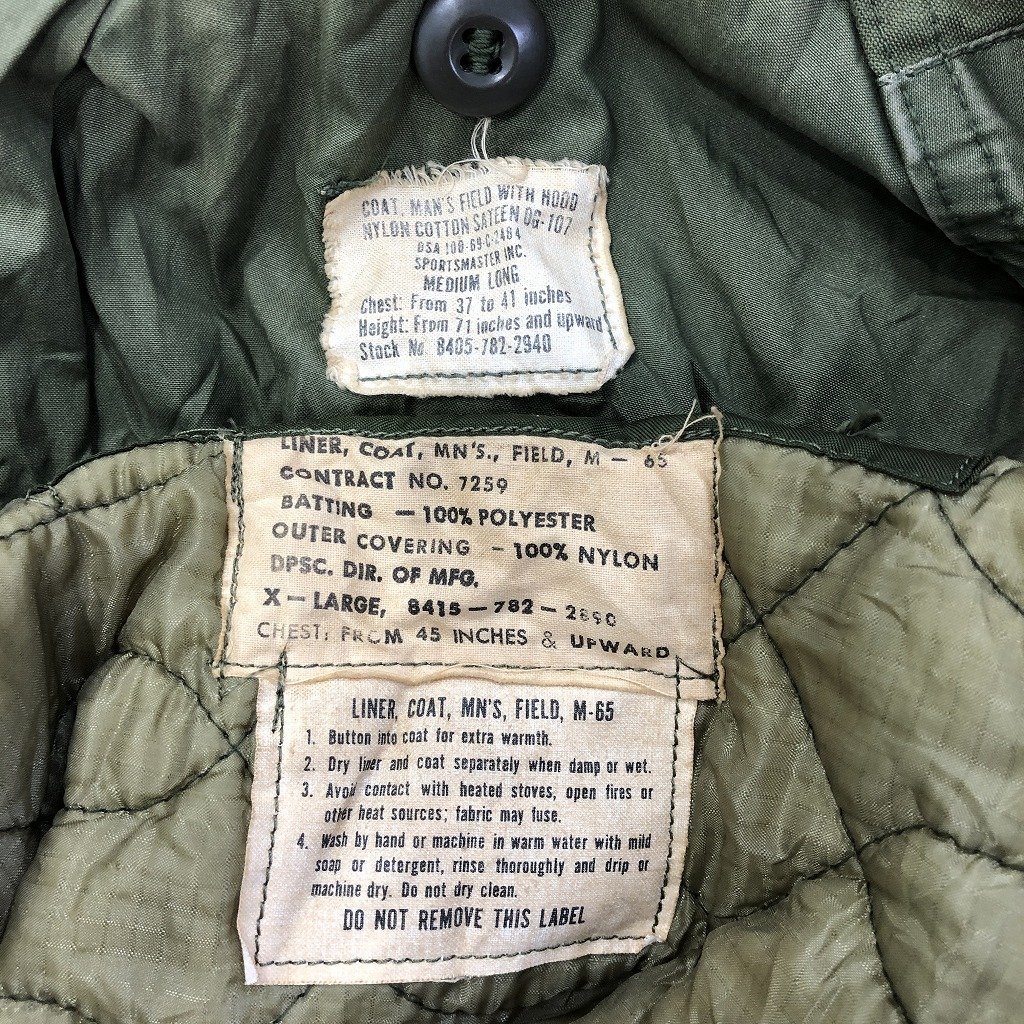 COAT, MAN'S FIELD WITH HOOD
NYLON COTTON SATEEN OG-107
DSA 100-69-C-2464
SPORTSMASTER INC.
MEDIUM LONG
Chest: From 37 to 41 inches
Height: From 71 inches and upward
Stock No. 8405-782-2940
LINER, COAT, MN'S., FIELD, M - 65
CONTRACT NO. 7259
BATTING - 100% POLYESTER
OUTER COVERING - 100% NYLON
DPSC. DIR. OF MFG.
X - LARGE, 8415 - 782 - 2890
CHEST: FROM 45 INCHES & UPWARD
LINER, COAT, MN'S, FIELD, M-65
1. Button into coat for extra warmth.
2. Dry liner and coat separately when damp or wet.
3. Avoid contact with heated stoves, open fires or
other heat sources; fabric may fuse.
4. Wash by hand or machine in warm water with mild
soap or detergent, rinse thoroughly and drip or
machine dry. Do not dry clean.
DO NOT REMOVE THIS LABEL